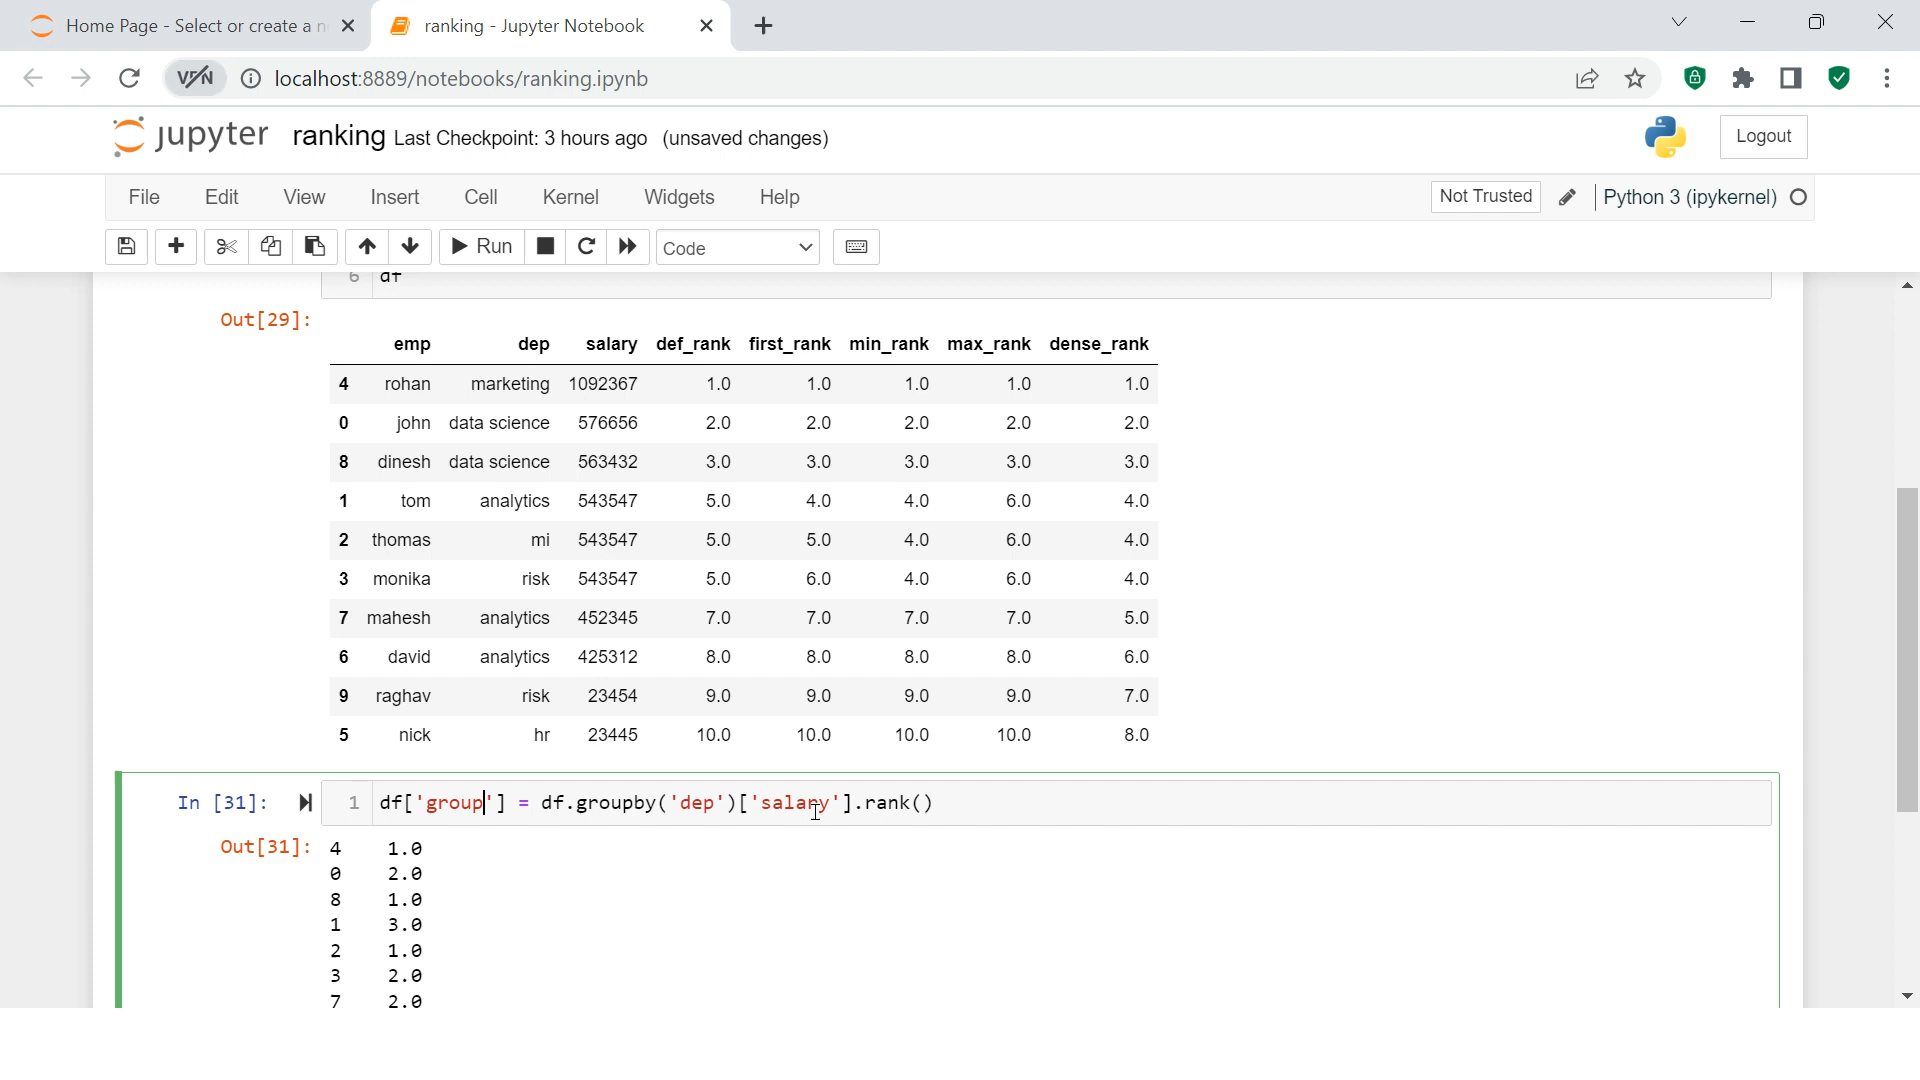 Home Page - Select or create a n
ranking - Jupyter Notebook
VPN
localhost:8889/notebooks/ranking.ipynb
jupyter ranking Last Checkpoint: 3 hours ago (unsaved changes)
Logout
File Edit View Insert Cell Kernel Widgets Help
Not Trusted
Python 3 (ipykernel)
Run
Code
6 df
Out[29]:
emp dep salary def_rank first_rank min_rank max_rank dense_rank
4 rohan marketing 1092367 1.0 1.0 1.0 1.0 1.0
0 john data science 576656 2.0 2.0 2.0 2.0 2.0
8 dinesh data science 563432 3.0 3.0 3.0 3.0 3.0
1 tom analytics 543547 5.0 4.0 4.0 6.0 4.0
2 thomas mi 543547 5.0 5.0 4.0 6.0 4.0
3 monika risk 543547 5.0 6.0 4.0 6.0 4.0
7 mahesh analytics 452345 7.0 7.0 7.0 7.0 5.0
6 david analytics 425312 8.0 8.0 8.0 8.0 6.0
9 raghav risk 23454 9.0 9.0 9.0 9.0 7.0
5 nick hr 23445 10.0 10.0 10.0 10.0 8.0
In [31]: 1 df['group'] = df.groupby('dep')['salary'].rank()
Out[31]: 4 1.0
0 2.0
8 1.0
1 3.0
2 1.0
3 2.0
7 2.0